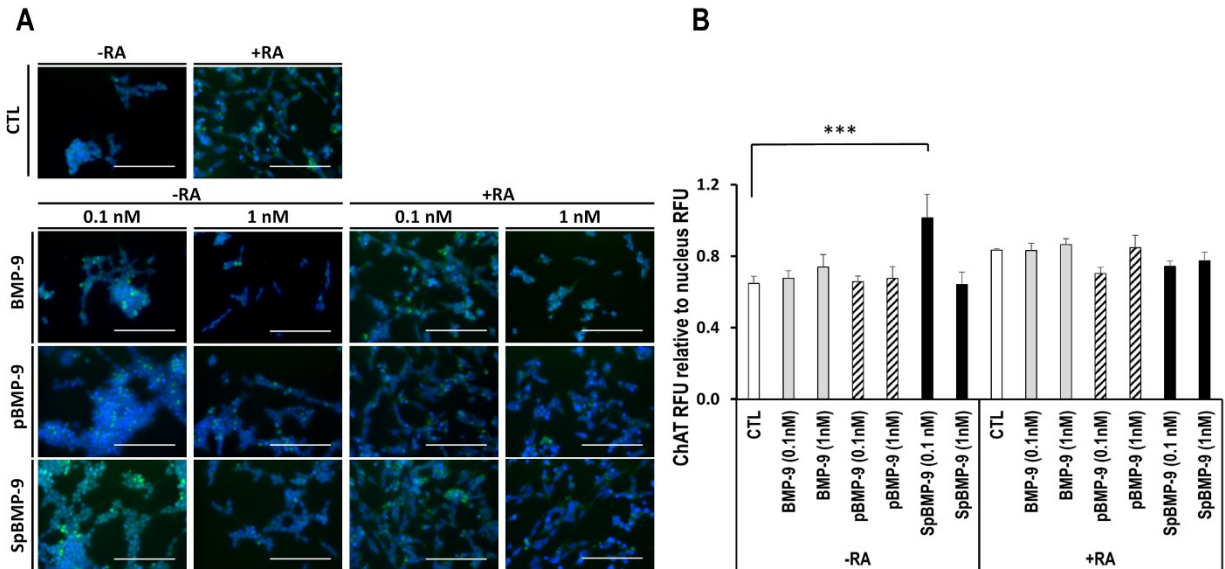 A
-RA +RA
CTL
-RA +RA
0.1 nM 1 nM 0.1 nM 1 nM
BMP-9
pBMP-9
SpBMP-9
B
***
ChAT RFU relative to nucleus RFU
1.2
0.8
0.4
0.0
CTL
BMP-9 (0.1nM)
BMP-9 (1nM)
pBMP-9 (0.1nM)
pBMP-9 (1nM)
SpBMP-9 (0.1 nM)
SpBMP-9 (1nM)
CTL
BMP-9 (0.1nM)
BMP-9 (1nM)
pBMP-9 (0.1nM)
pBMP-9 (1nM)
SpBMP-9 (0.1 nM)
SpBMP-9 (1nM)
-RA +RA